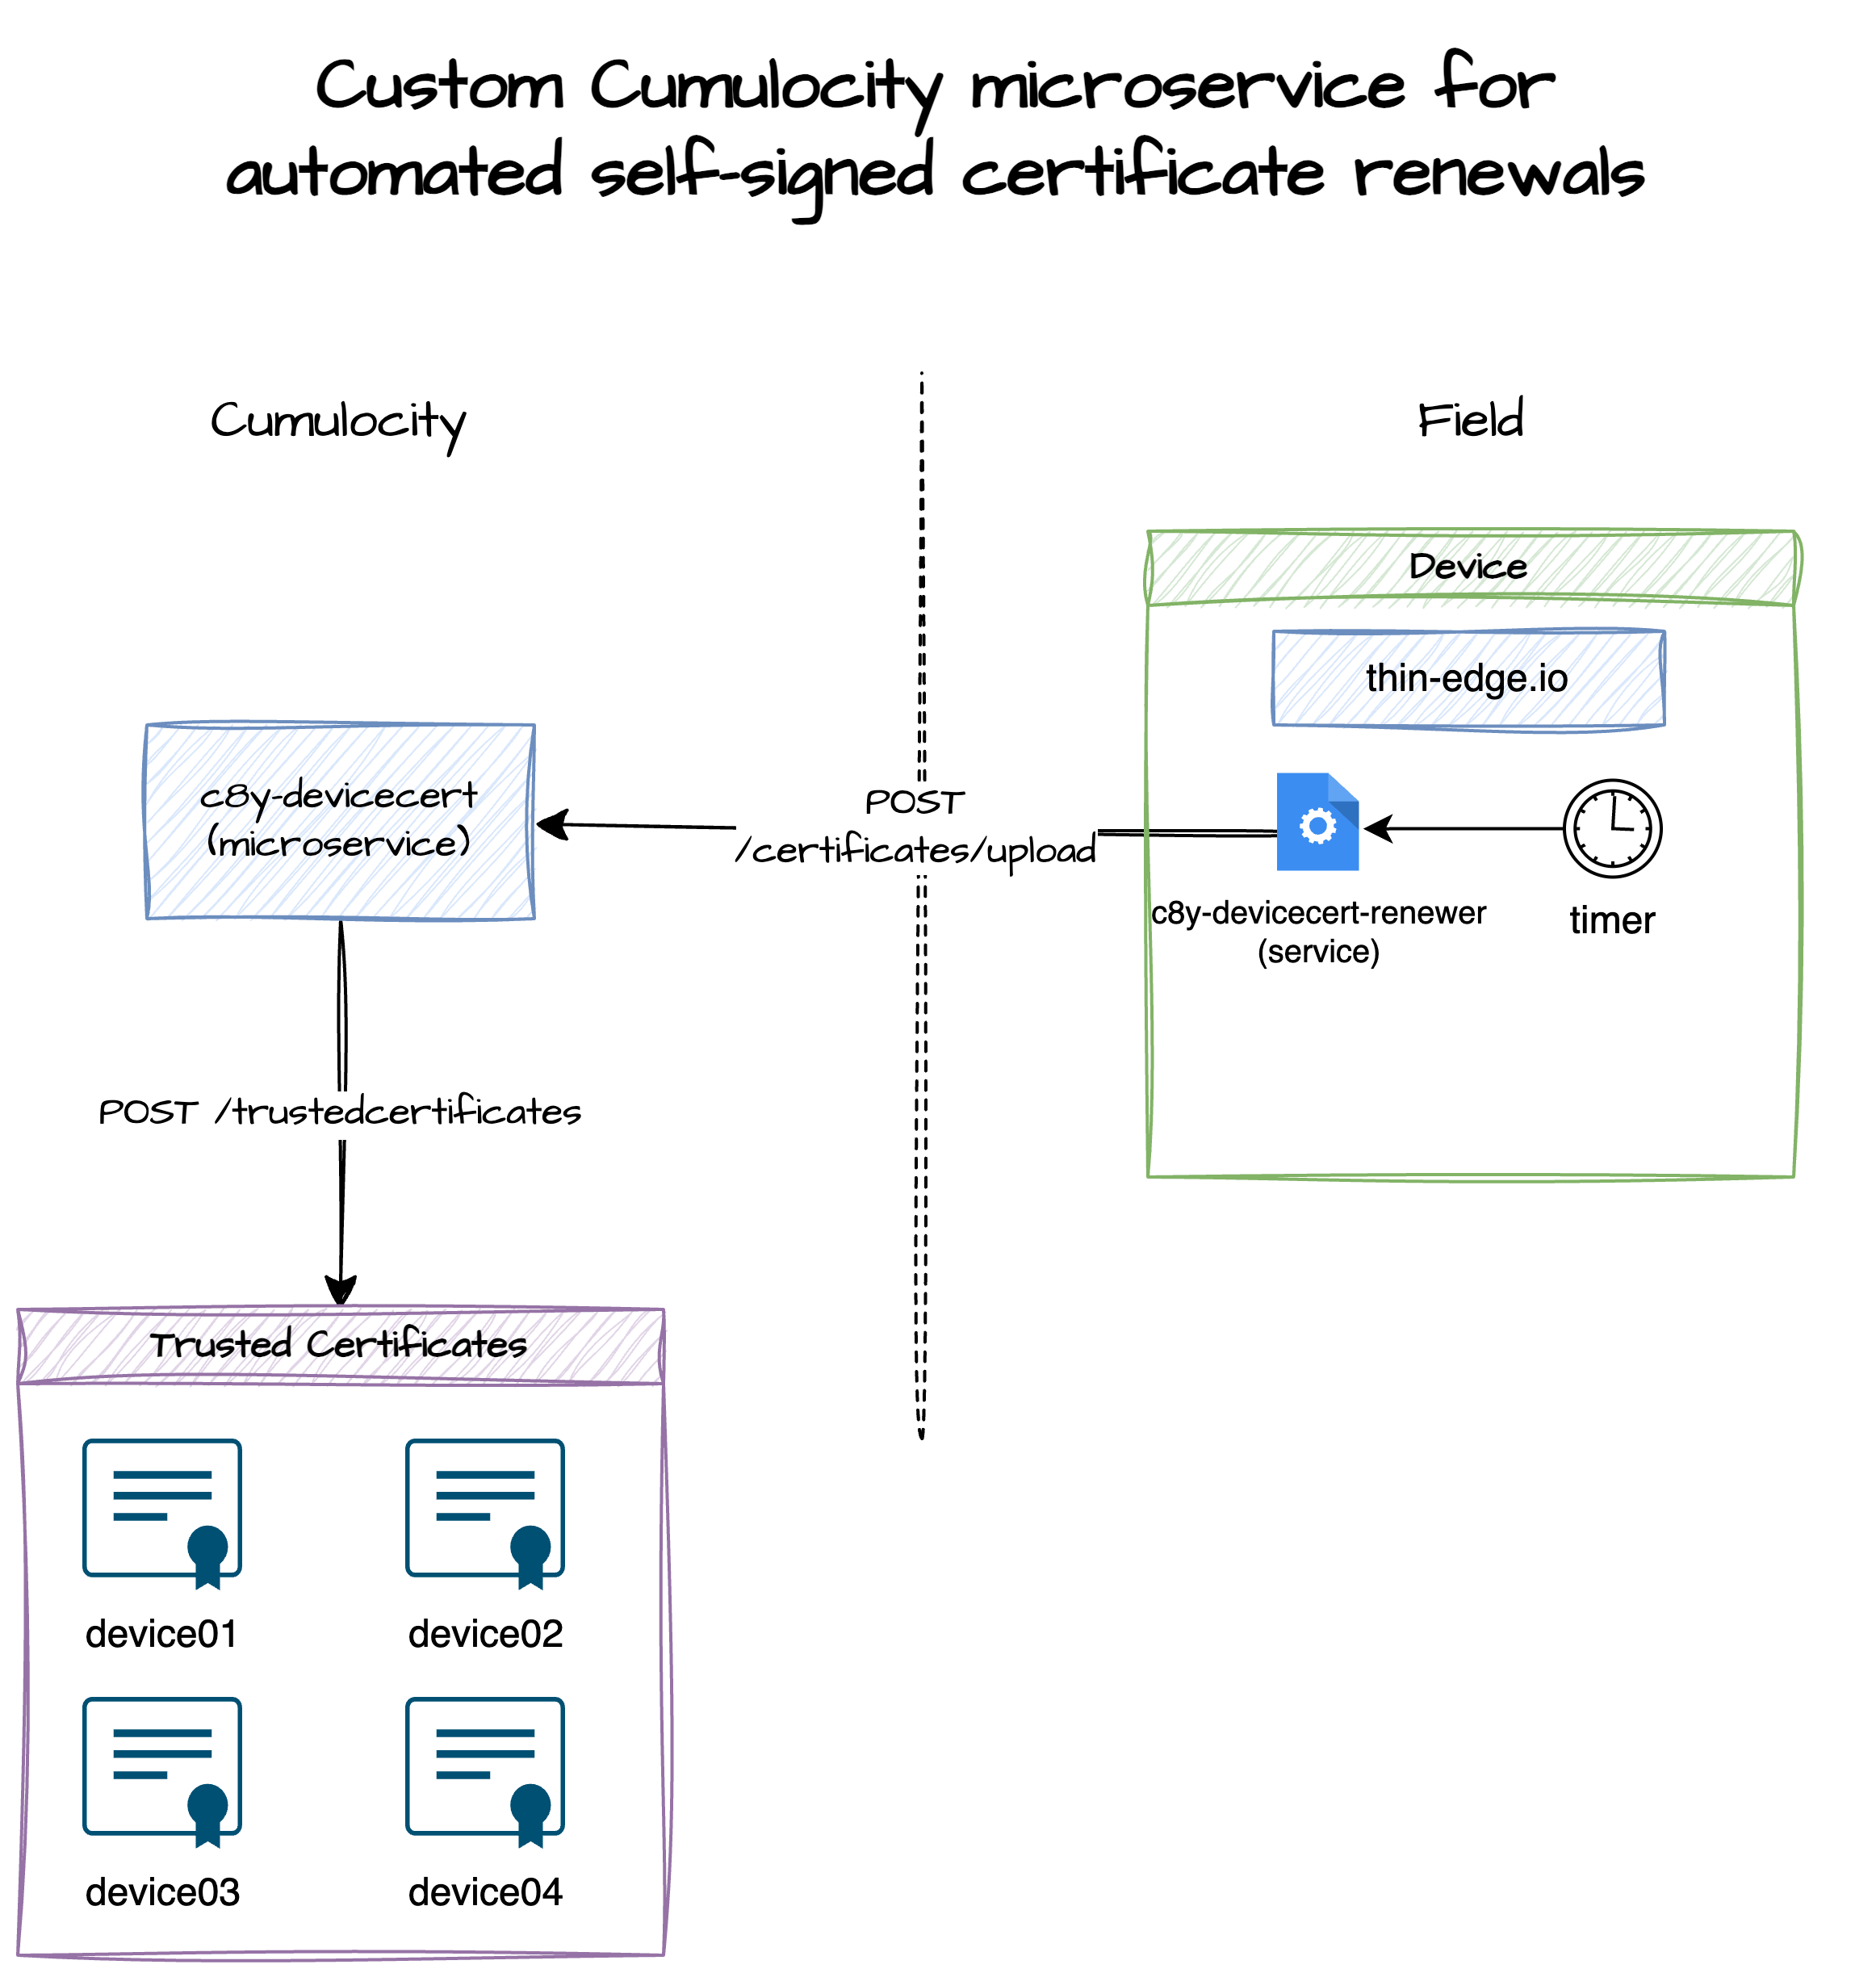 Custom Cumulocity microservice for
automated self-signed certificate renewals
Cumulocity
Field
Device
thin-edge.io
c8y-devicecert
(microservice)
POST
/certificates/upload
c8y-devicecert-renewer
(service)
timer
POST /trustedcertificates
Trusted Certificates
device01
device02
device03
device04